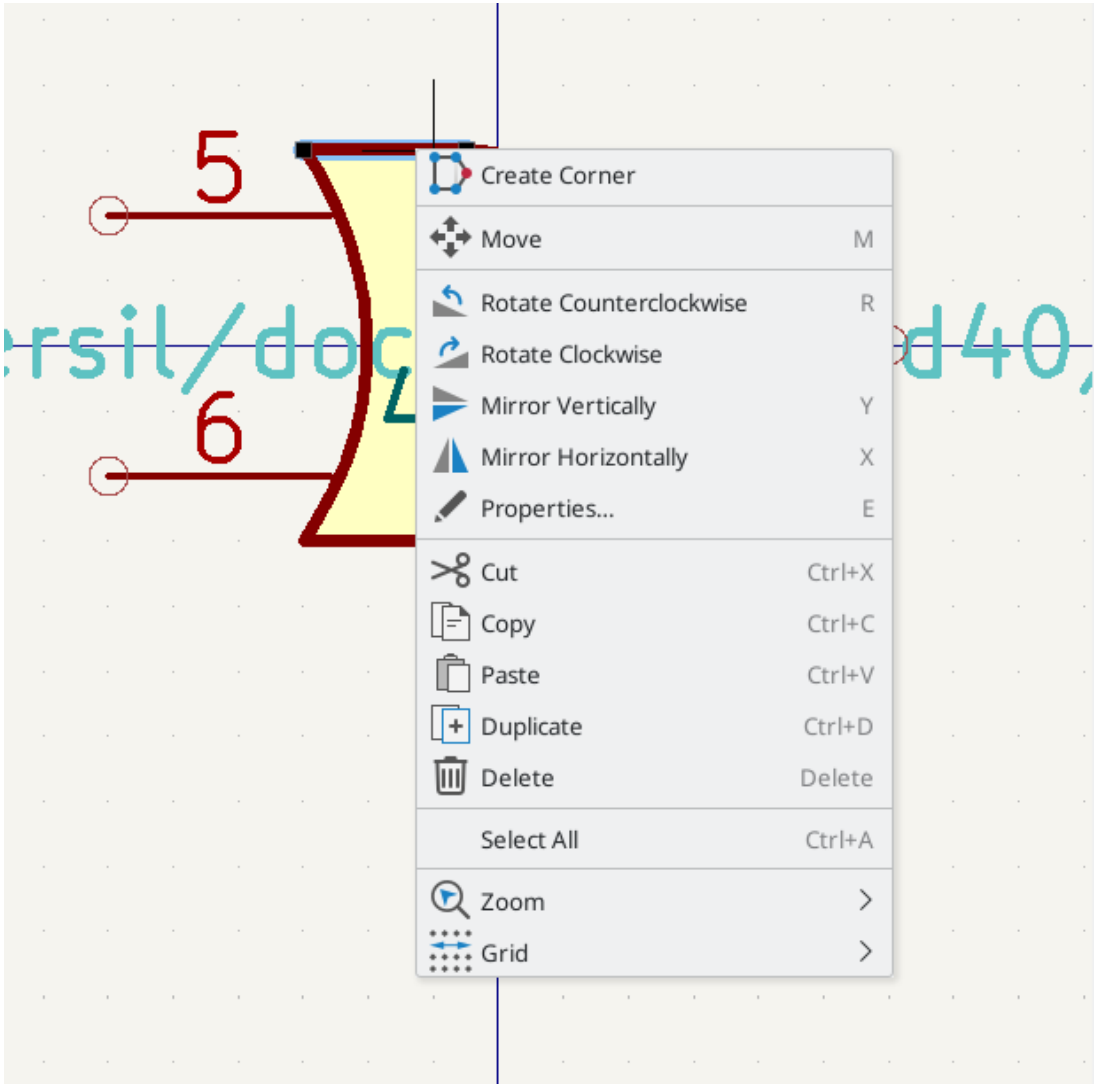 5
Create Corner
Move M
Rotate Counterclockwise R
ersil/doc d40,
Rotate Clockwise
Mirror Vertically Y
6
Mirror Horizontally X
Properties... E
Cut Ctrl+X
Copy Ctrl+C
Paste Ctrl+V
Duplicate Ctrl+D
Delete Delete
Select All Ctrl+A
Zoom
Grid